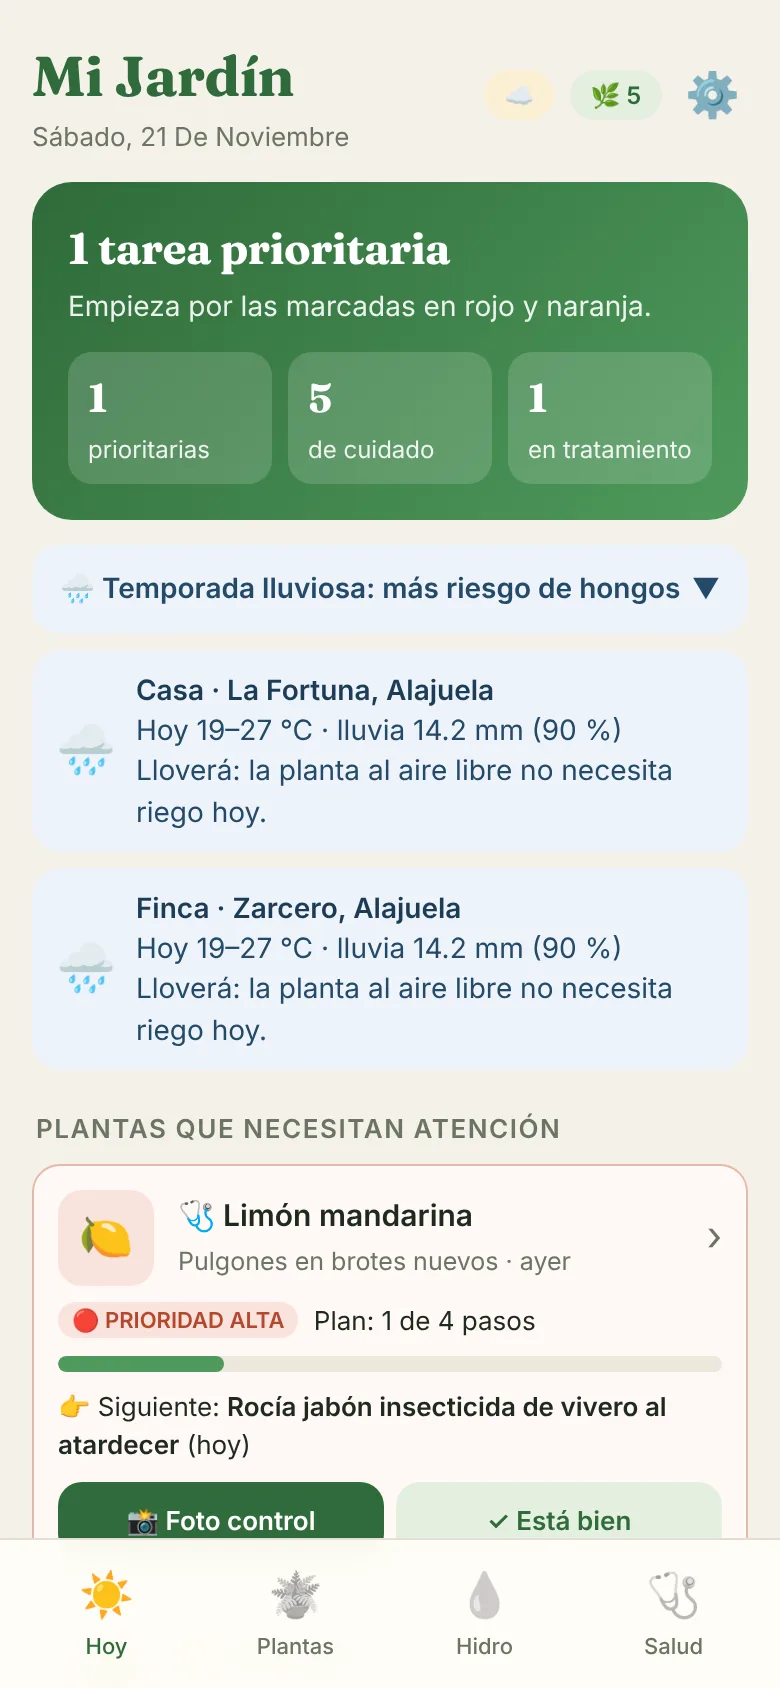 Mi Jardín
Sábado, 21 De Noviembre
5
1 tarea prioritaria
Empieza por las marcadas en rojo y naranja.
1
prioritarias
5
de cuidado
1
en tratamiento
Temporada lluviosa: más riesgo de hongos ▼
Casa · La Fortuna, Alajuela
Hoy 19–27 °C · lluvia 14.2 mm (90 %)
Lloverá: la planta al aire libre no necesita
riego hoy.
Finca · Zarcero, Alajuela
Hoy 19–27 °C · lluvia 14.2 mm (90 %)
Lloverá: la planta al aire libre no necesita
riego hoy.
PLANTAS QUE NECESITAN ATENCIÓN
Limón mandarina
Pulgones en brotes nuevos · ayer
PRIORIDAD ALTA
Plan: 1 de 4 pasos
Siguiente: Rocía jabón insecticida de vivero al
atardecer (hoy)
Foto control
✓ Está bien
Hoy
Plantas
Hidro
Salud